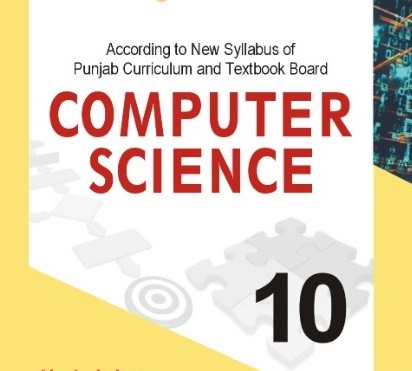 According to New Syllabus of
Punjab Curriculum and Textbook Board
COMPUTER
SCIENCE
10